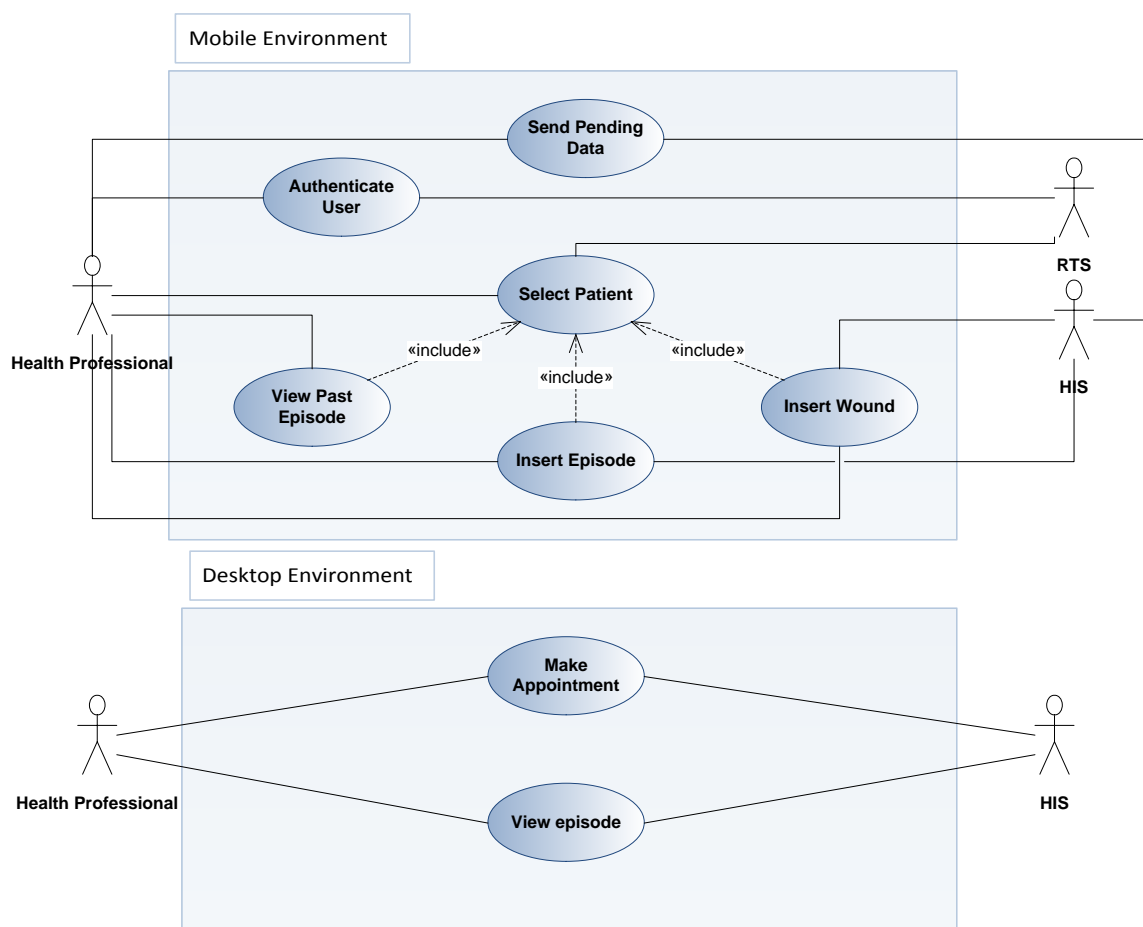 Mobile Environment
Send Pending
Data
Authenticate
User
RTS
Select Patient
Health Professional
«include»
«include»
«include»
HIS
View Past
Episode
Insert Wound
Insert Episode
Desktop Environment
Make
Appointment
Health Professional
HIS
View episode